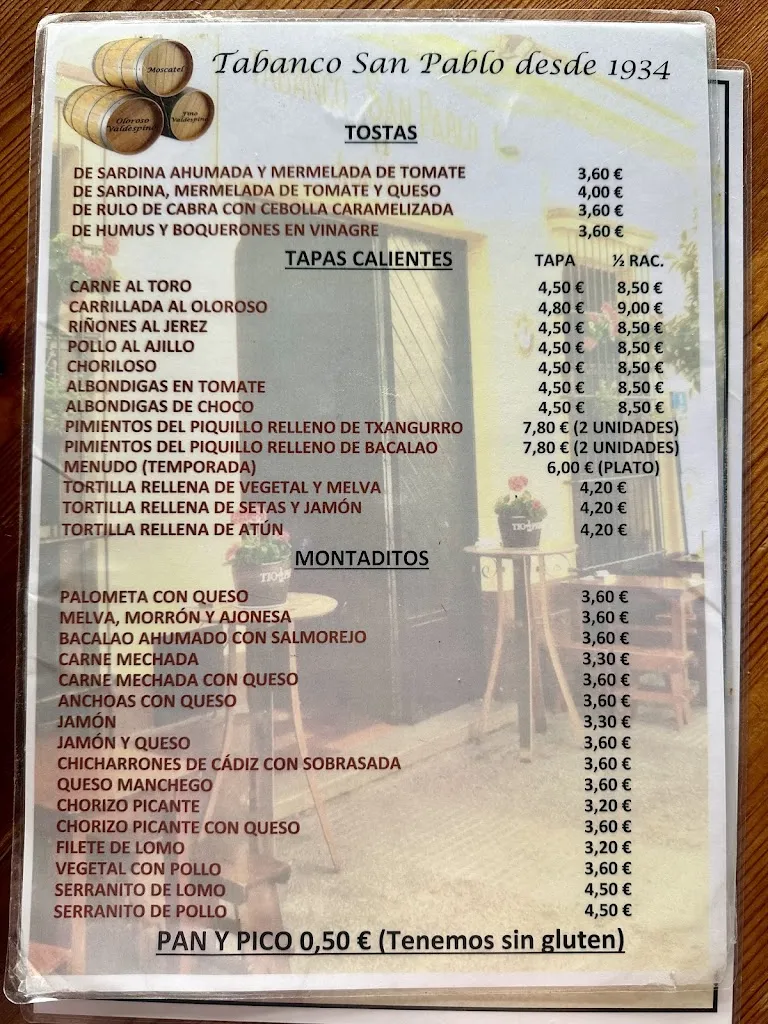 Moscatel
Oloroso
Valdespino
Fino
Valdespino
Tabanco San Pablo desde 1934
TOSTAS
DE SARDINA AHUMADA Y MERMELADA DE TOMATE 3,60 €
DE SARDINA, MERMELADA DE TOMATE Y QUESO 4,00 €
DE RULO DE CABRA CON CEBOLLA CARAMELIZADA 3,60 €
DE HUMUS Y BOQUERONES EN VINAGRE 3,60 €
TAPAS CALIENTES TAPA ½ RAC.
CARNE AL TORO 4,50 € 8,50 €
CARRILLADA AL OLOROSO 4,80 € 9,00 €
RIÑONES AL JEREZ 4,50 € 8,50 €
POLLO AL AJILLO 4,50 € 8,50 €
CHORILOSO 4,50 € 8,50 €
ALBONDIGAS EN TOMATE 4,50 € 8,50 €
ALBONDIGAS DE CHOCO 4,50 € 8,50 €
PIMIENTOS DEL PIQUILLO RELLENO DE TXANGURRO 7,80 € (2 UNIDADES)
PIMIENTOS DEL PIQUILLO RELLENO DE BACALAO 7,80 € (2 UNIDADES)
MENUDO (TEMPORADA) 6,00 € (PLATO)
TORTILLA RELLENA DE VEGETAL Y MELVA 4,20 €
TORTILLA RELLENA DE SETAS Y JAMÓN 4,20 €
TORTILLA RELLENA DE ATÚN 4,20 €
MONTADITOS
PALOMETA CON QUESO 3,60 €
MELVA, MORRÓN Y AJONESA 3,60 €
BACALAO AHUMADO CON SALMOREJO 3,60 €
CARNE MECHADA 3,30 €
CARNE MECHADA CON QUESO 3,60 €
ANCHOAS CON QUESO 3,60 €
JAMÓN 3,30 €
JAMÓN Y QUESO 3,60 €
CHICHARRONES DE CÁDIZ CON SOBRASADA 3,60 €
QUESO MANCHEGO 3,60 €
CHORIZO PICANTE 3,20 €
CHORIZO PICANTE CON QUESO 3,60 €
FILETE DE LOMO 3,20 €
VEGETAL CON POLLO 3,60 €
SERRANITO DE LOMO 4,50 €
SERRANITO DE POLLO 4,50 €
PAN Y PICO 0,50 € (Tenemos sin gluten)